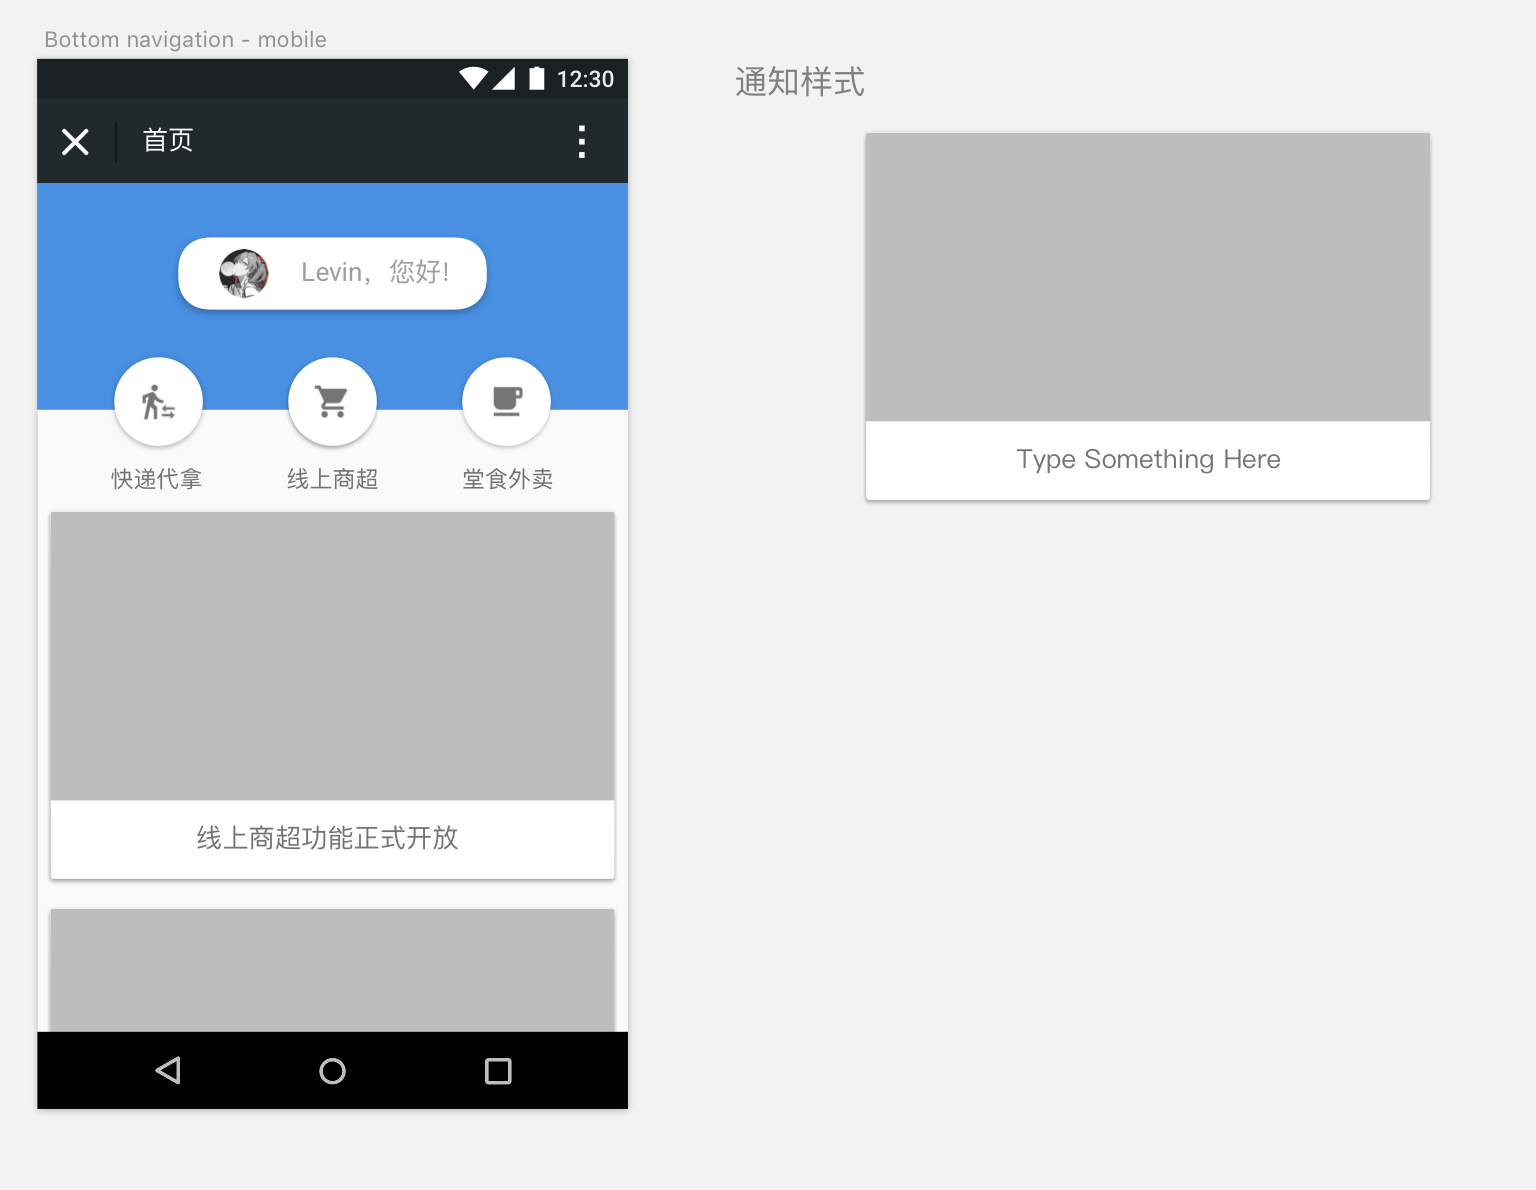 Bottom navigation - mobile
12:30
首页
Levin，您好！
快递代拿
线上商超
堂食外卖
线上商超功能正式开放
通知样式
Type Something Here